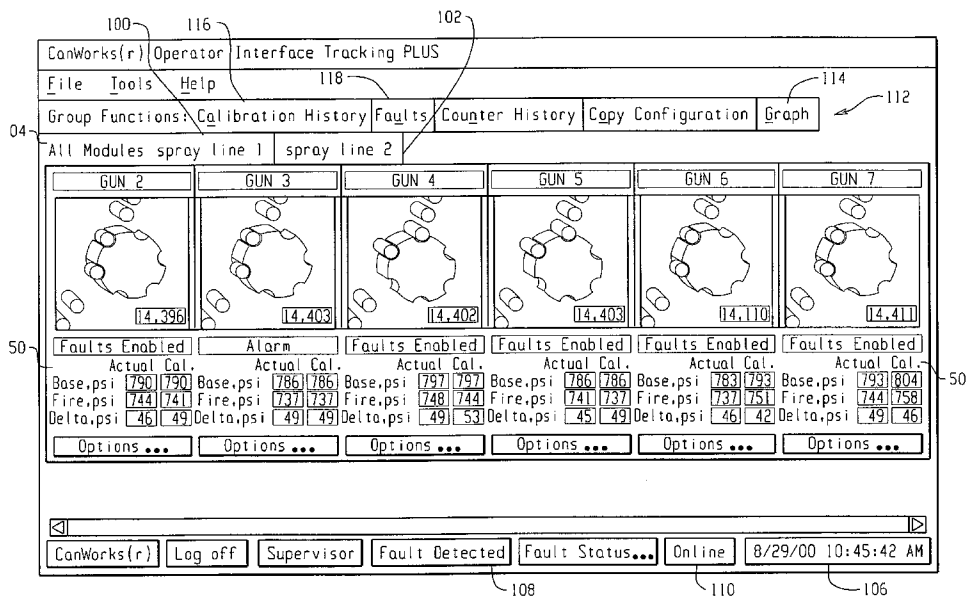 100 116 102
CanWorks(r) Operator Interface Tracking PLUS
118 114
File Tools Help
112
Group Functions: Calibration History Faults Counter History Copy Configuration Graph
04
All Modules spray line 1 spray line 2
GUN 2 GUN 3 GUN 4 GUN 5 GUN 6 GUN 7
14,396 14,403 14,402 14,403 14,110 14,411
50 Faults Enabled Alarm Faults Enabled Faults Enabled Faults Enabled Faults Enabled
Actual Cal. Actual Cal. Actual Cal. Actual Cal. Actual Cal. Actual Cal.
Base,psi 790 790 Base,psi 786 786 Base,psi 797 797 Base,psi 786 786 Base,psi 783 793 Base,psi 793 804 50
Fire,psi 744 741 Fire,psi 737 737 Fire,psi 748 744 Fire,psi 741 737 Fire,psi 737 751 Fire,psi 744 758
Delta,psi 46 49 Delta,psi 49 49 Delta,psi 49 53 Delta,psi 45 49 Delta,psi 46 42 Delta,psi 49 46
Options ... Options ... Options ... Options ... Options ... Options ...
CanWorks(r) Log off Supervisor Fault Detected Fault Status... Online 8/29/00 10:45:42 AM
108 110 106